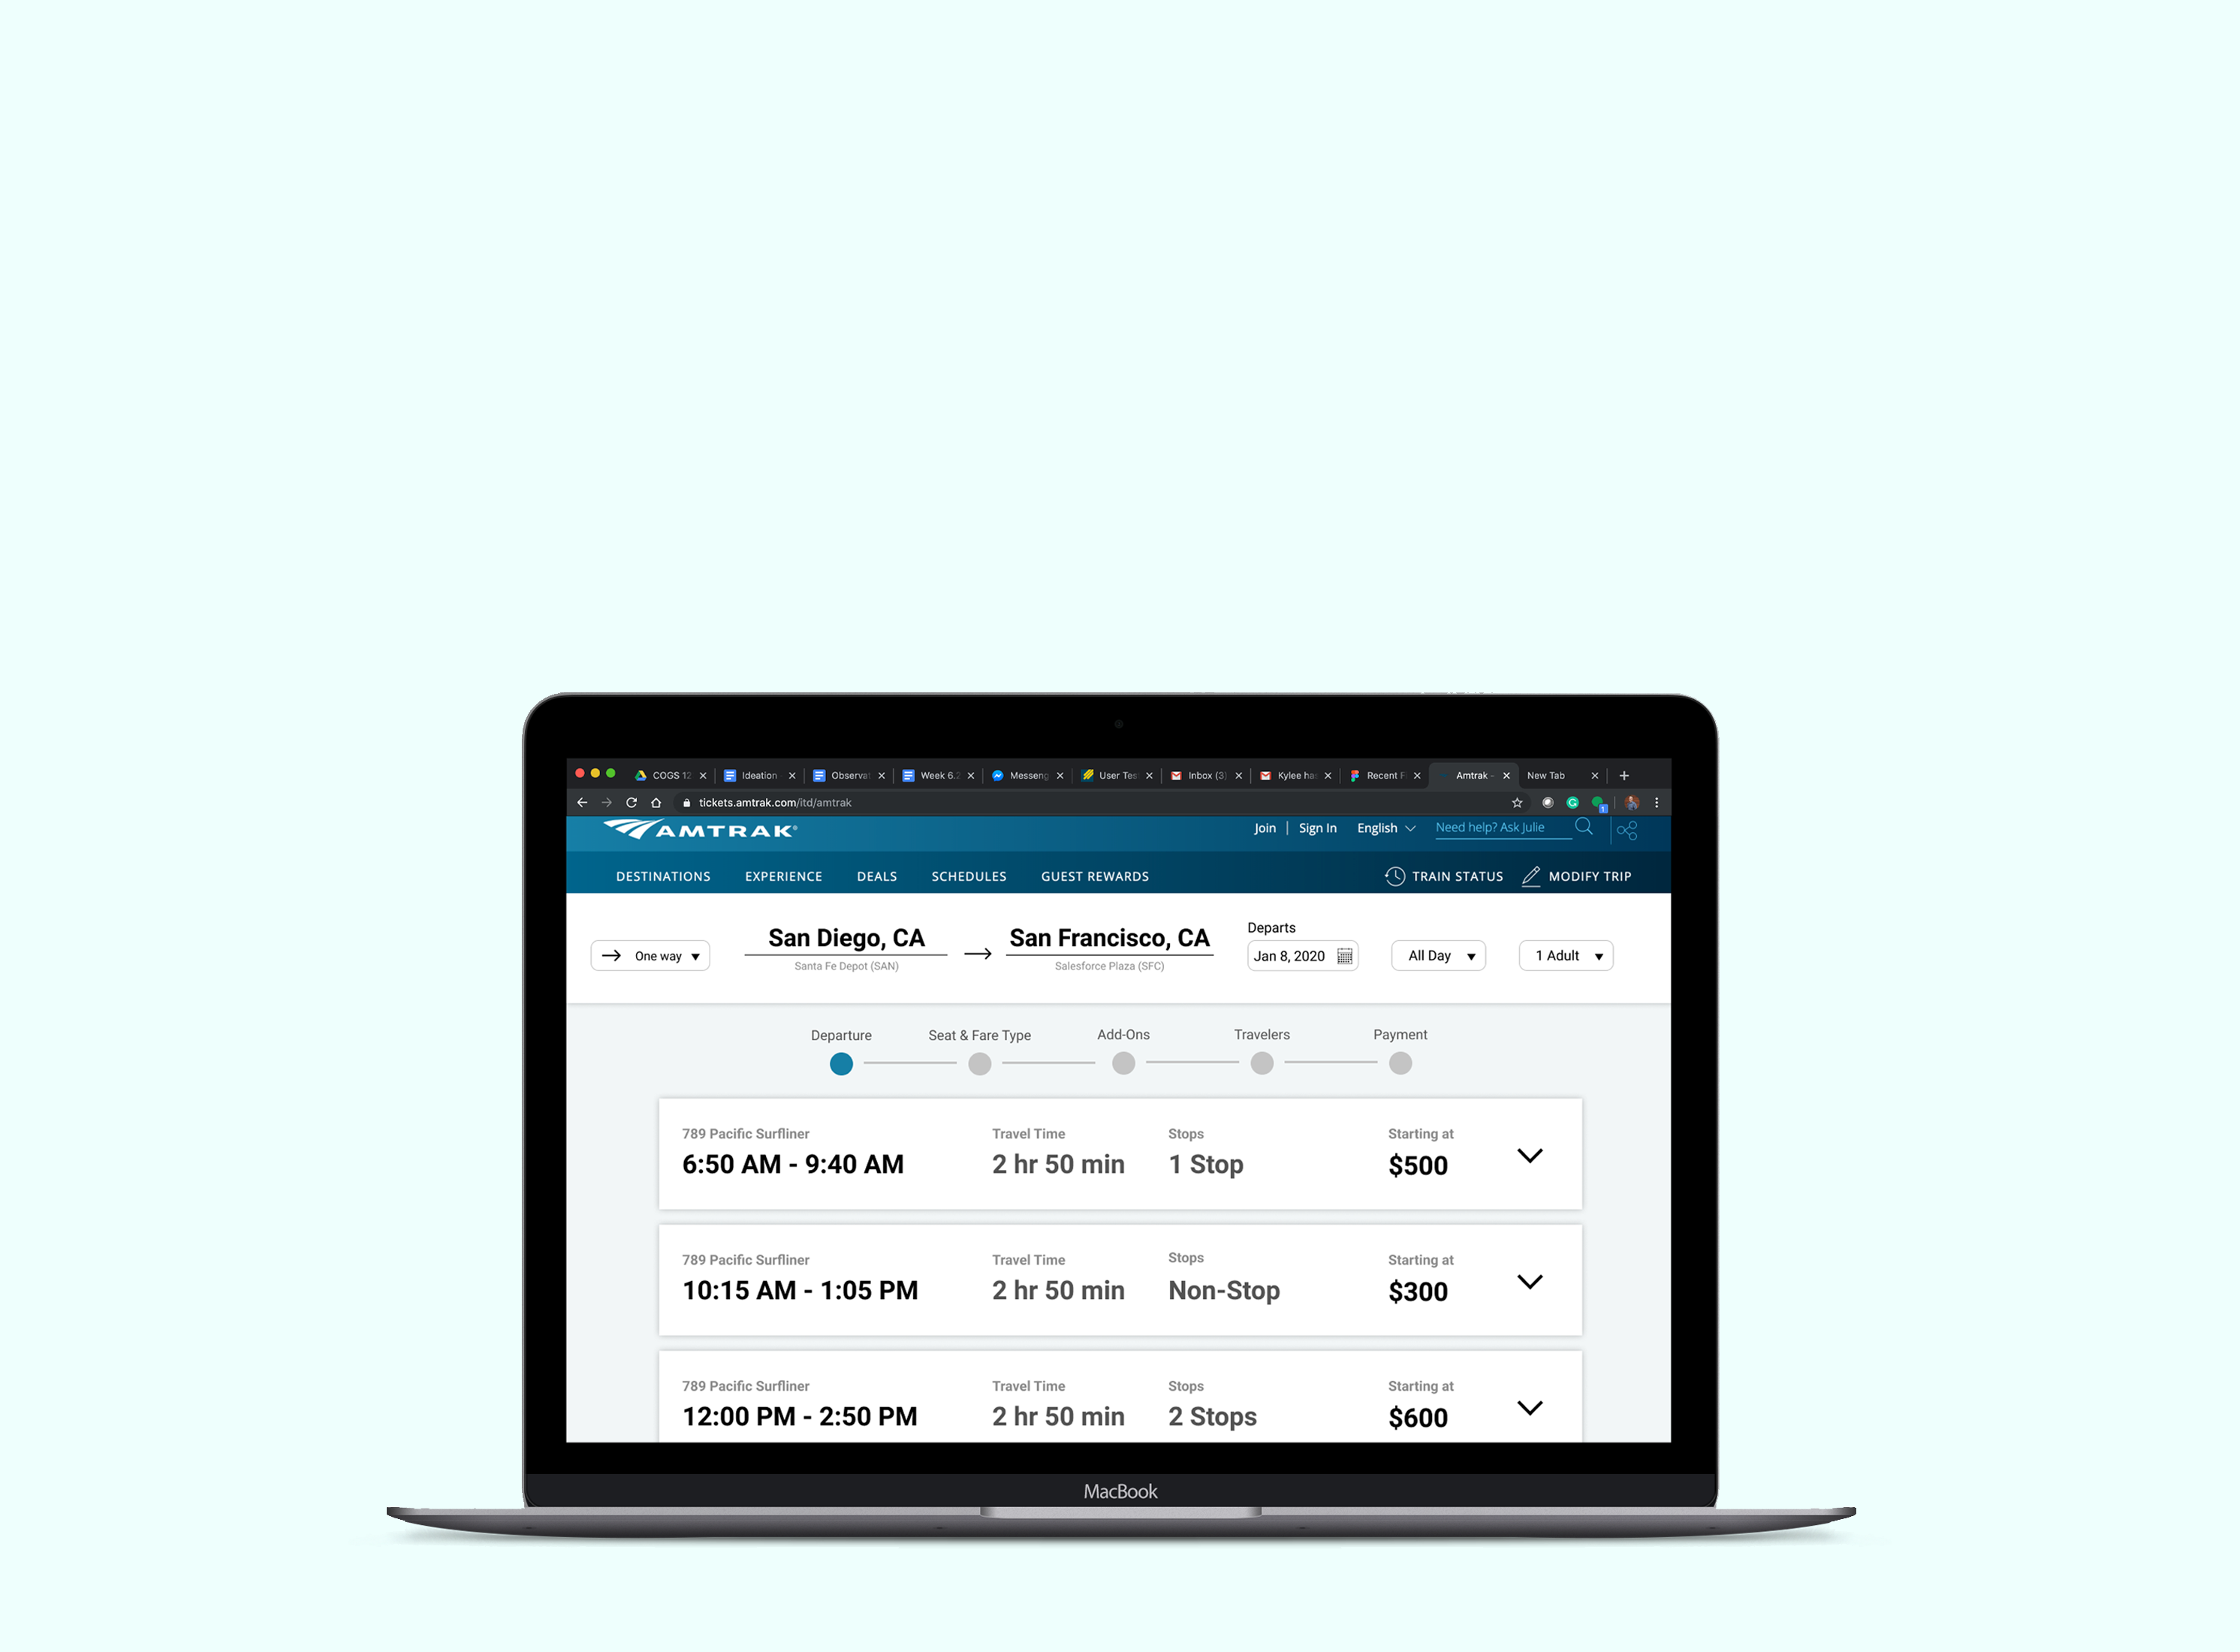 COGS 12 Ideation Observat Week 6.2 Messeng User Tes Inbox (3) Kylee ha Recent F Amtrak - New Tab
tickets.amtrak.com/itd/amtrak
AMTRAK® Join | Sign In English Need help? Ask Julie
DESTINATIONS EXPERIENCE DEALS SCHEDULES GUEST REWARDS TRAIN STATUS MODIFY TRIP
Departs
One way San Diego, CA San Francisco, CA Jan 8, 2020 All Day 1 Adult
Santa Fe Depot (SAN) Salesforce Plaza (SFC)
Departure Seat & Fare Type Add-Ons Travelers Payment
789 Pacific Surfliner Travel Time Stops Starting at
6:50 AM - 9:40 AM 2 hr 50 min 1 Stop $500
789 Pacific Surfliner Travel Time Stops Starting at
10:15 AM - 1:05 PM 2 hr 50 min Non-Stop $300
789 Pacific Surfliner Travel Time Stops Starting at
12:00 PM - 2:50 PM 2 hr 50 min 2 Stops $600
MacBook